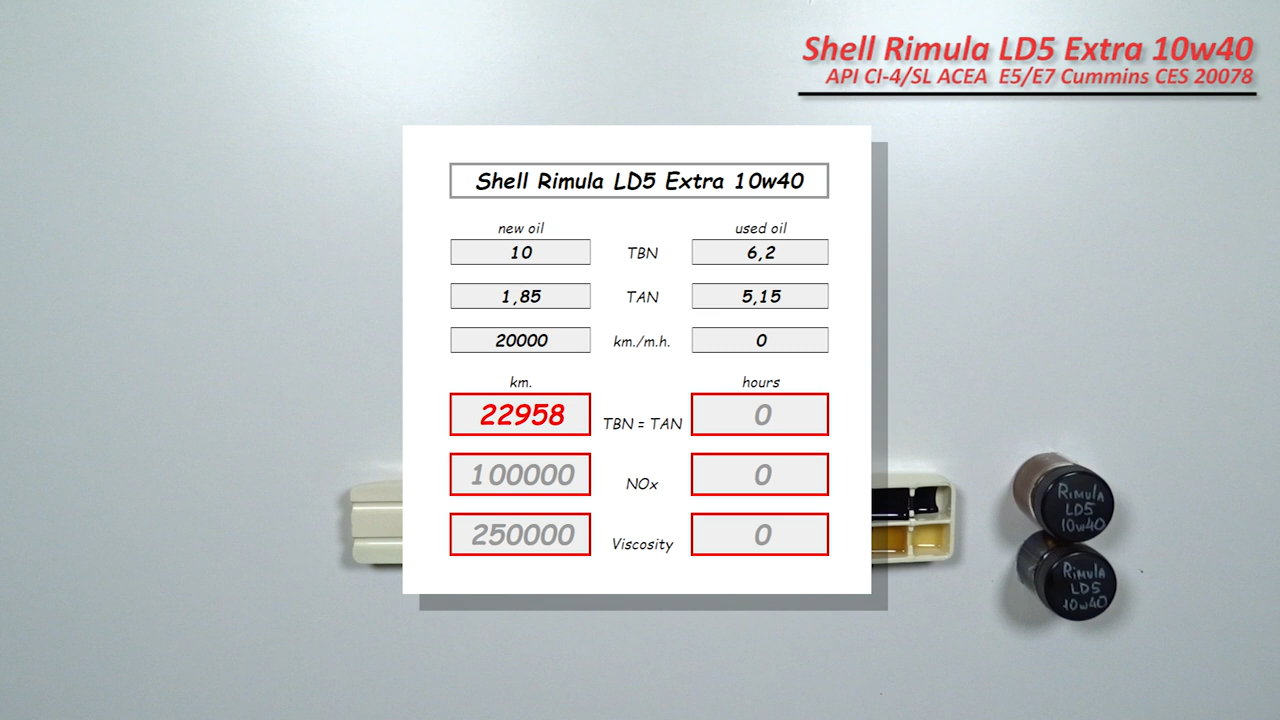 Shell Rimula LD5 Extra 10w40
API CI-4/SL ACEA E5/E7 Cummins CES 20078
Shell Rimula LD5 Extra 10w40
new oil used oil
10 TBN 6,2
1,85 TAN 5,15
20000 km./m.h. 0
km. hours
22958 TBN = TAN 0
100000 NOx 0
250000 Viscosity 0
RIMULA
LD5
10W40
RIMULA
LD5
10W40